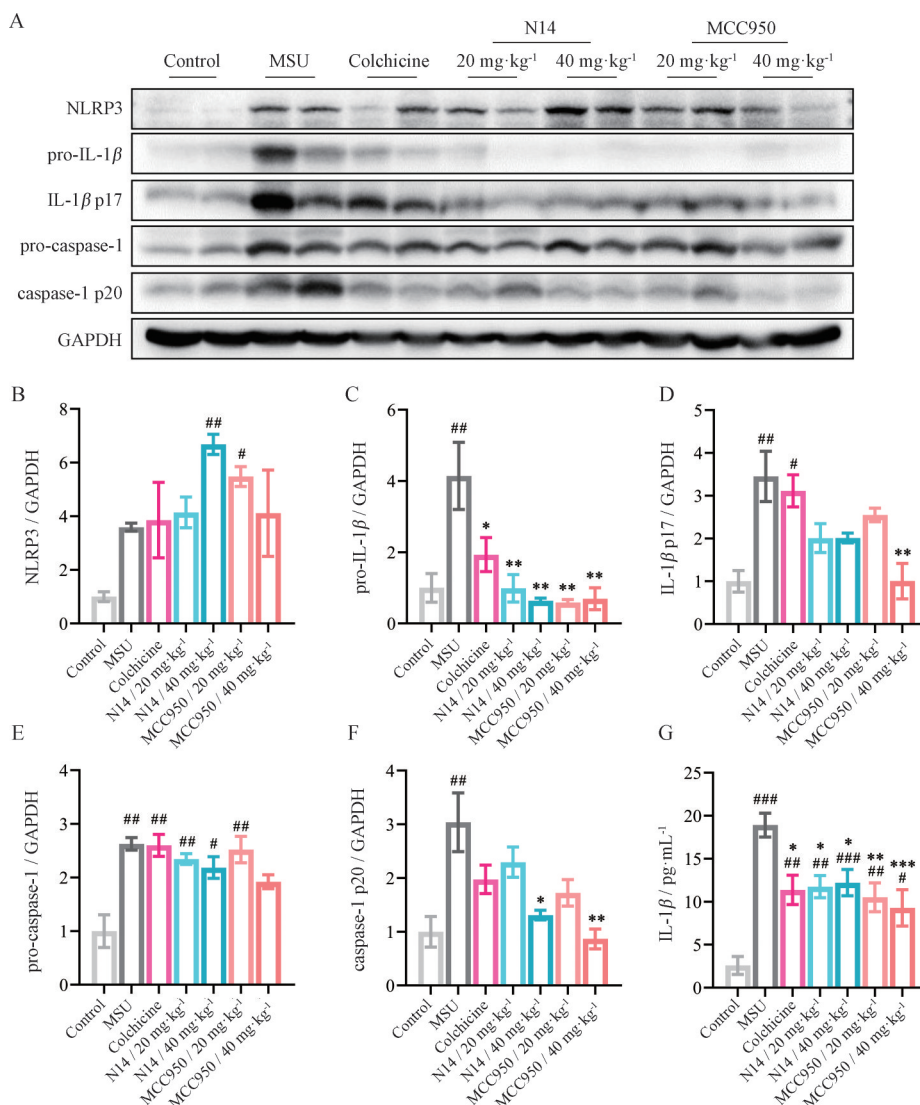 A
N14
MCC950
Control
MSU
Colchicine
20 mg·kg⁻¹
40 mg·kg⁻¹
20 mg·kg⁻¹
40 mg·kg⁻¹
NLRP3
pro-IL-1β
IL-1β p17
pro-caspase-1
caspase-1 p20
GAPDH
B
NLRP3 / GAPDH
8
6
4
2
0
##
#
Control
MSU
Colchicine
N14 / 20 mg·kg⁻¹
N14 / 40 mg·kg⁻¹
MCC950 / 20 mg·kg⁻¹
MCC950 / 40 mg·kg⁻¹
C
pro-IL-1β / GAPDH
6
4
2
0
##
*
**
**
**
**
Control
MSU
Colchicine
N14 / 20 mg·kg⁻¹
N14 / 40 mg·kg⁻¹
MCC950 / 20 mg·kg⁻¹
MCC950 / 40 mg·kg⁻¹
D
IL-1β p17 / GAPDH
5
4
3
2
1
0
##
#
**
Control
MSU
Colchicine
N14 / 20 mg·kg⁻¹
N14 / 40 mg·kg⁻¹
MCC950 / 20 mg·kg⁻¹
MCC950 / 40 mg·kg⁻¹
E
pro-caspase-1 / GAPDH
4
3
2
1
0
##
##
##
#
##
Control
MSU
Colchicine
N14 / 20 mg·kg⁻¹
N14 / 40 mg·kg⁻¹
MCC950 / 20 mg·kg⁻¹
MCC950 / 40 mg·kg⁻¹
F
caspase-1 p20 / GAPDH
4
3
2
1
0
##
*
**
Control
MSU
Colchicine
N14 / 20 mg·kg⁻¹
N14 / 40 mg·kg⁻¹
MCC950 / 20 mg·kg⁻¹
MCC950 / 40 mg·kg⁻¹
G
IL-1β / pg·mL⁻¹
20
15
10
5
0
###
*
##
*
##
*
###
**
##
***
#
Control
MSU
Colchicine
N14 / 20 mg·kg⁻¹
N14 / 40 mg·kg⁻¹
MCC950 / 20 mg·kg⁻¹
MCC950 / 40 mg·kg⁻¹